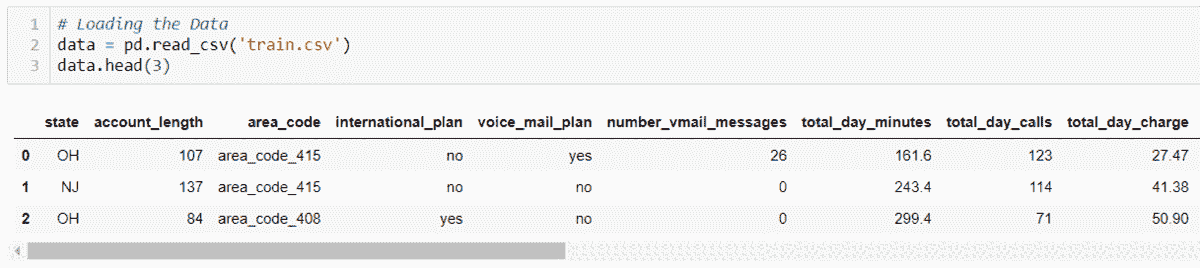 1 # Loading the Data
2 data = pd.read_csv('train.csv')
3 data.head(3)
state account_length area_code international_plan voice_mail_plan number_vmail_messages total_day_minutes total_day_calls total_day_charge
0 OH 107 area_code_415 no yes 26 161.6 123 27.47
1 NJ 137 area_code_415 no no 0 243.4 114 41.38
2 OH 84 area_code_408 yes no 0 299.4 71 50.90